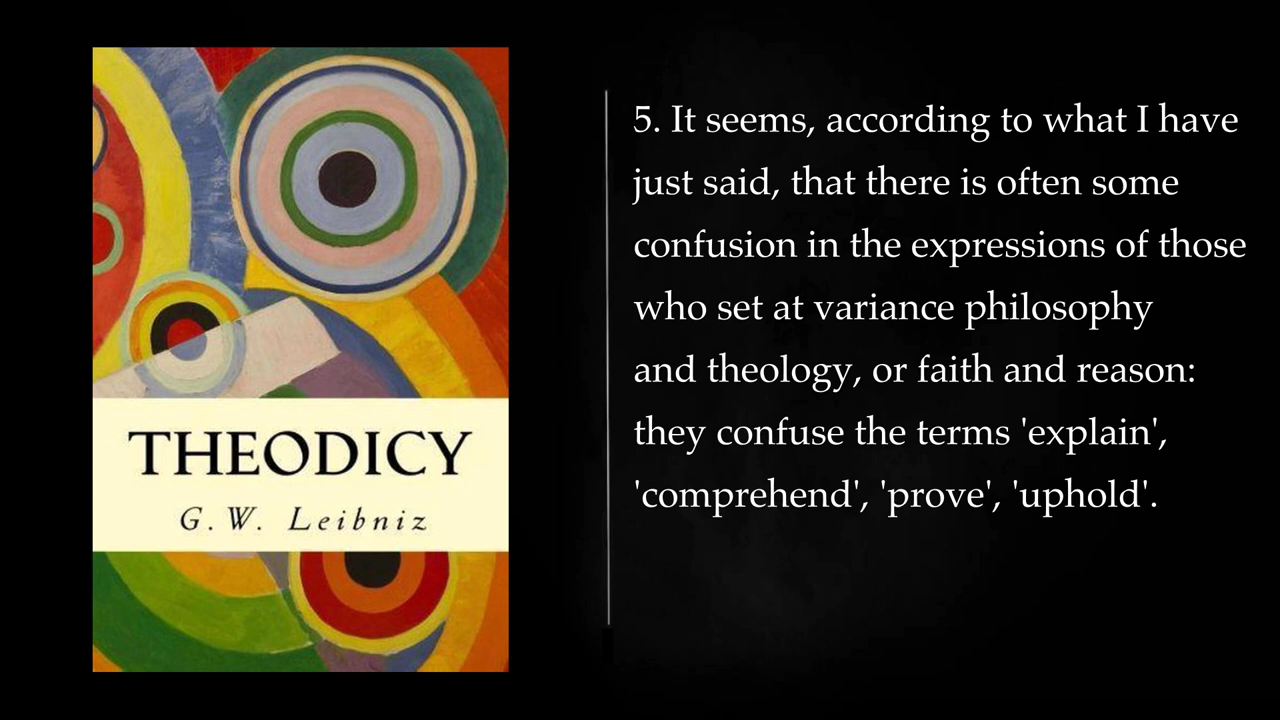 THEODICY
G. W. Leibniz
5. It seems, according to what I have
just said, that there is often some
confusion in the expressions of those
who set at variance philosophy
and theology, or faith and reason:
they confuse the terms 'explain',
'comprehend', 'prove', 'uphold'.